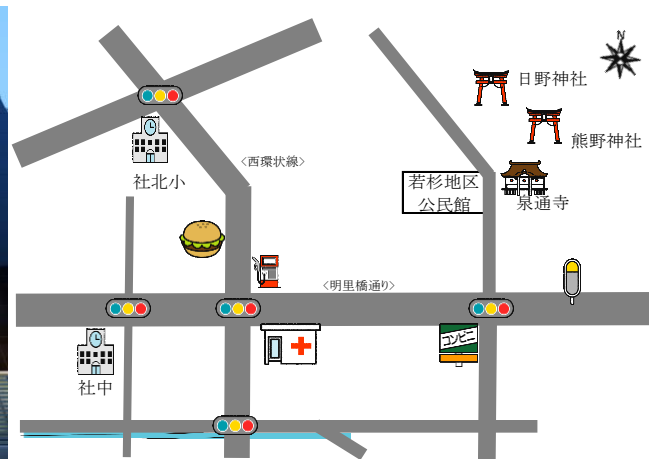 N
日野神社
熊野神社
<西環状線>
社北小
若杉地区
公民館
泉通寺
<明里橋通り>
コンビニ
社中